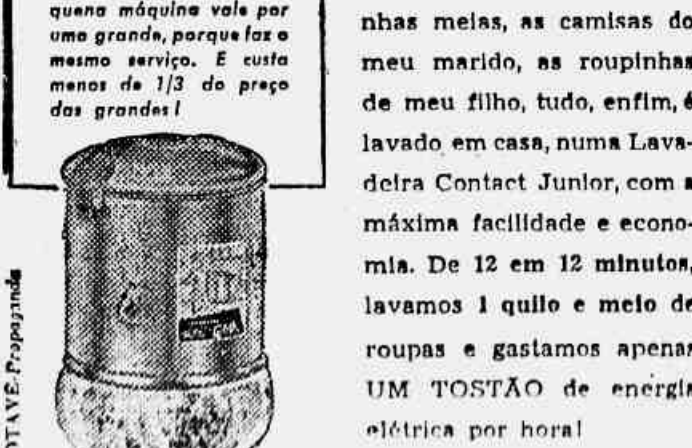 quena máquina vale por
uma grande, porque faz o
mesmo serviço. E custa
menos de 1/3 do preço
das grandes!
nhas meias, as camisas do
meu marido, as roupinhas
de meu filho, tudo, enfim, é
lavado em casa, numa Lava-
deira Contact Junior, com a
máxima facilidade e econo-
mia. De 12 em 12 minutos,
lavamos 1 quilo e meio de
roupas e gastamos apenas
UM TOSTÃO de energia
elétrica por hora!
OTAVE-Propaganda